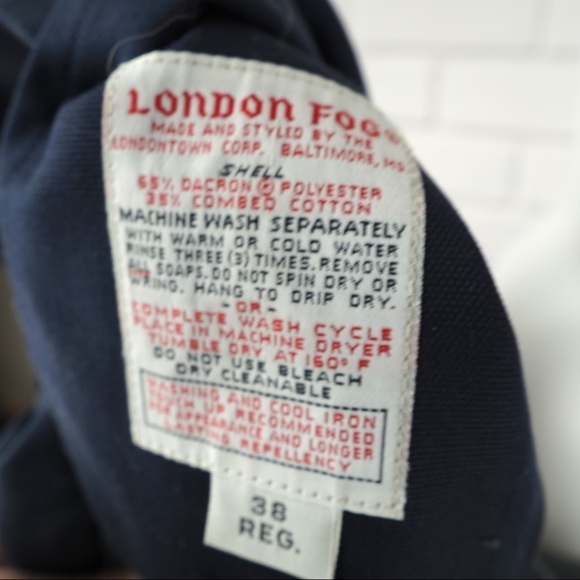 LONDON FOG®
MADE AND STYLED BY THE
LONDONTOWN CORP. BALTIMORE, MD.
SHELL
65% DACRON® POLYESTER
35% COMBED COTTON
MACHINE WASH SEPARATELY
WITH WARM OR COLD WATER
RINSE THREE (3) TIMES. REMOVE
ALL SOAPS. DO NOT SPIN DRY OR
WRING. HANG TO DRIP DRY.
-OR-
COMPLETE WASH CYCLE
PLACE IN MACHINE DRYER
TUMBLE DRY AT 160° F
DO NOT USE BLEACH
DRY CLEANABLE
WASHING AND COOL IRON
TOUCH UP RECOMMENDED
FOR APPEARANCE AND LONGER
LASTING REPELLENCY
38
REG.